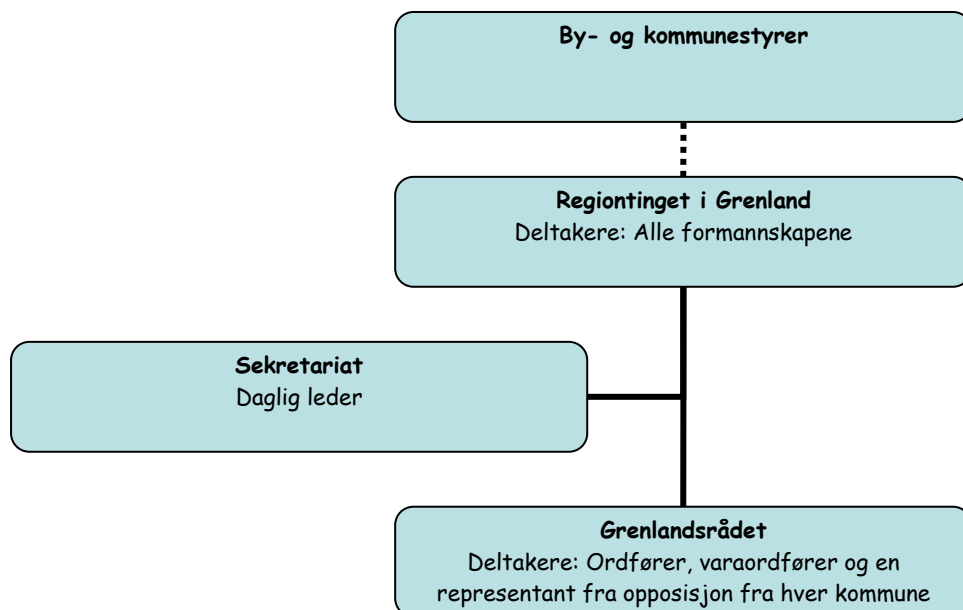 By- og kommunestyrer
Regiontinget i Grenland
Deltakere: Alle formannskapene
Sekretariat
Daglig leder
Grenlandsrådet
Deltakere: Ordfører, varaordfører og en
representant fra opposisjon fra hver kommune